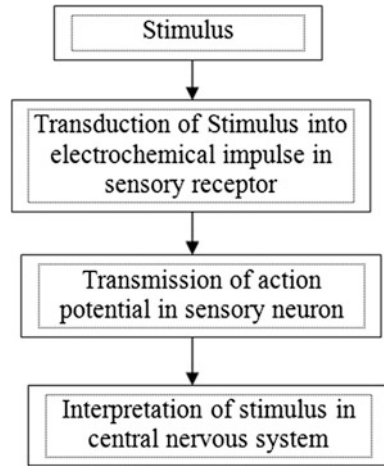 Stimulus
Transduction of Stimulus into
electrochemical impulse in
sensory receptor
Transmission of action
potential in sensory neuron
Interpretation of stimulus in
central nervous system